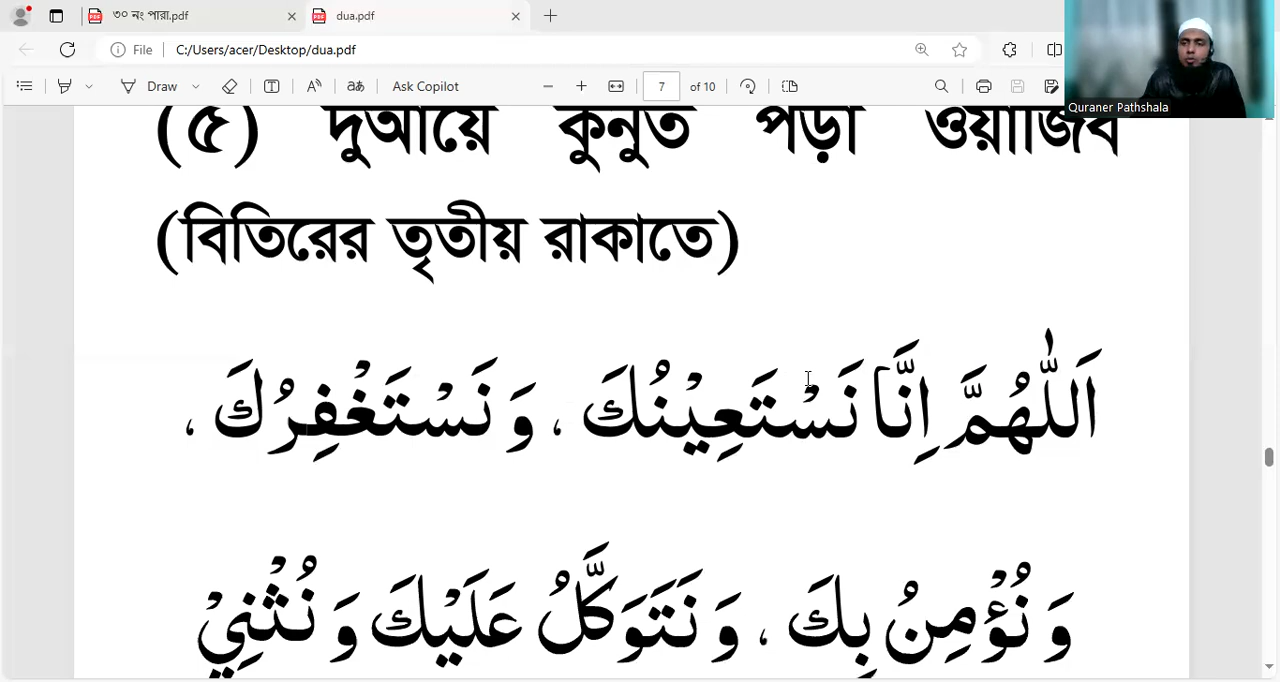 ৩০ নং পারা.pdf
dua.pdf
File
C:/Users/acer/Desktop/dua.pdf
Draw
Ask Copilot
7 of 10
Quraner Pathshala
(৫) দুআয়ে কুনুত পড়া ওয়াজিব
(বিতিরের তৃতীয় রাকাতে)
اَللّٰهُمَّ اِنَّا نَسْتَعِيْنُكَ ، وَ نَسْتَغْفِرُكَ ،
وَ نُؤْمِنُ بِكَ ، وَ نَتَوَكَّلُ عَلَيْكَ وَ نُثْنِيْ